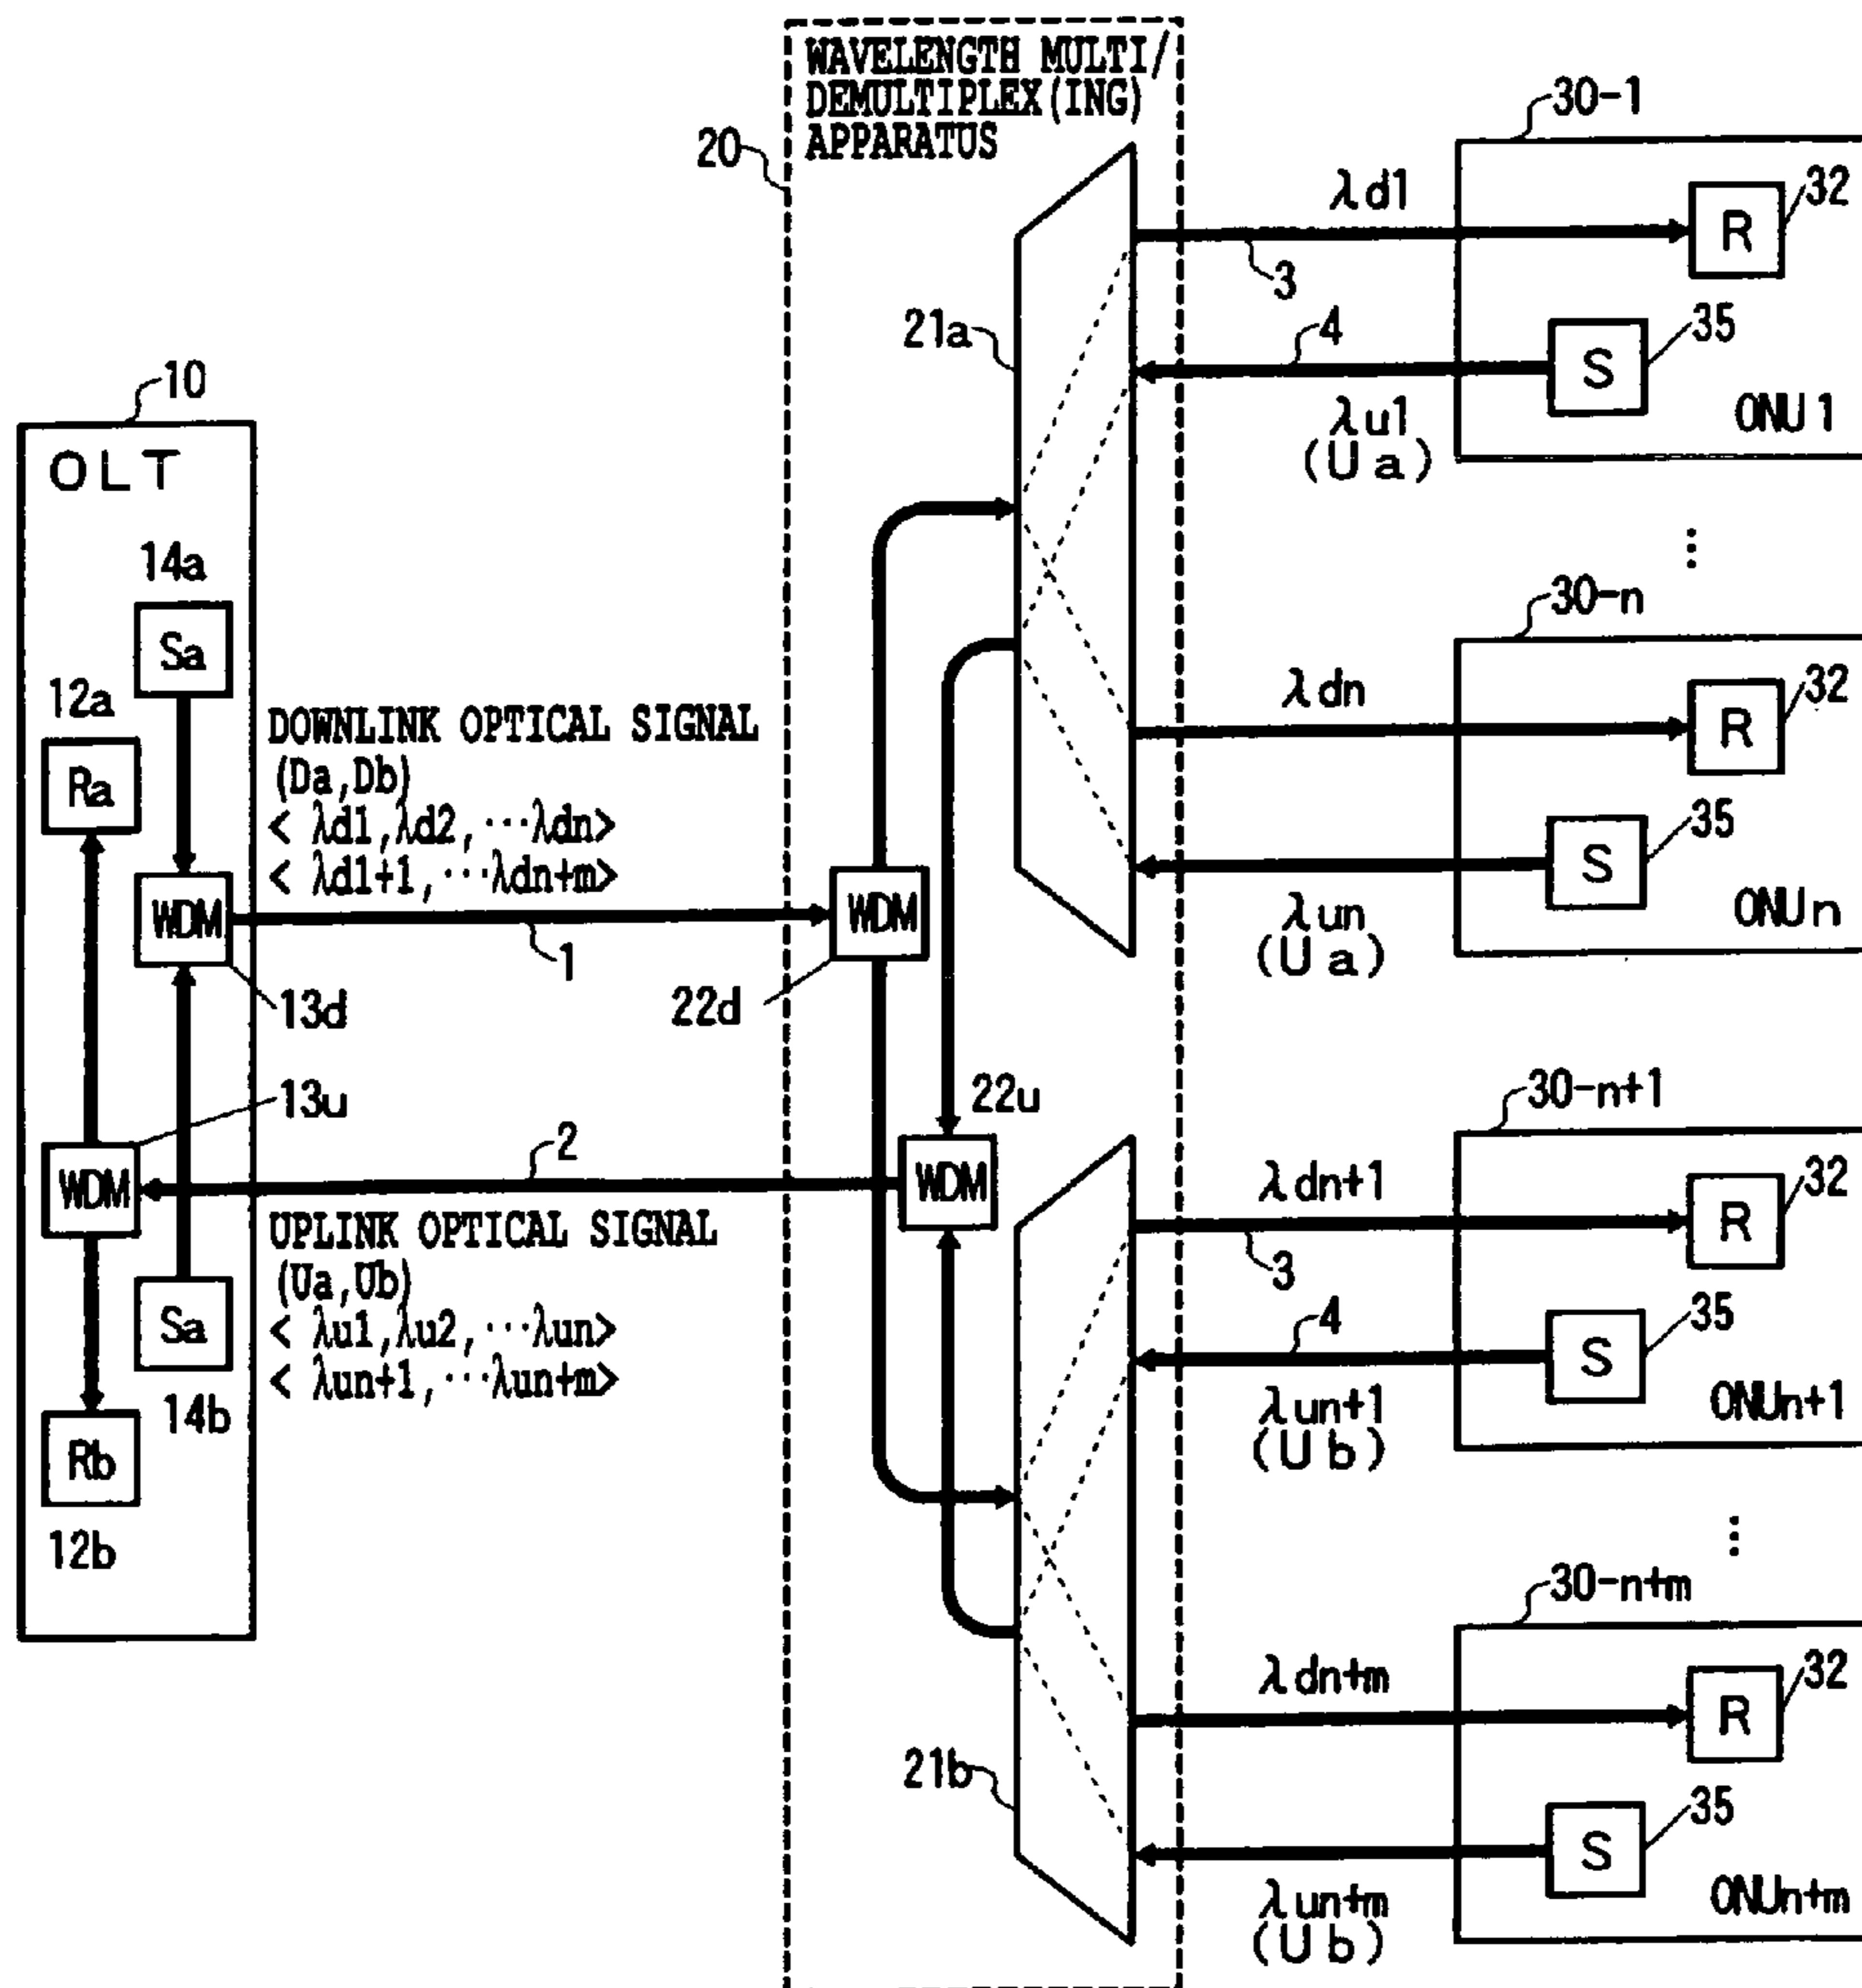 WAVELENGTH MULTI/
DEMULTIPLEX(ING)
APPARATUS
20
30-1
λd1
32
R
3
21a
4
35
S
λu1
(Ua)
ONU1
10
OLT
14a
Sa
12a
Ra
⋮
30-n
λdn
32
R
35
S
λun
(Ua)
ONUn
DOWNLINK OPTICAL SIGNAL
(Da,Db)
< λd1,λd2,···λdn>
< λd1+1,···λdn+m>
WDM
1
WDM
13d
22d
13u
22u
2
WDM
WDM
UPLINK OPTICAL SIGNAL
(Ua,Ub)
< λu1,λu2,···λun>
< λun+1,···λun+m>
Sa
14b
Rb
12b
30-n+1
λdn+1
32
R
3
4
35
S
λun+1
(Ub)
ONUn+1
⋮
30-n+m
λdn+m
32
R
21b
35
S
λun+m
(Ub)
ONUn+m